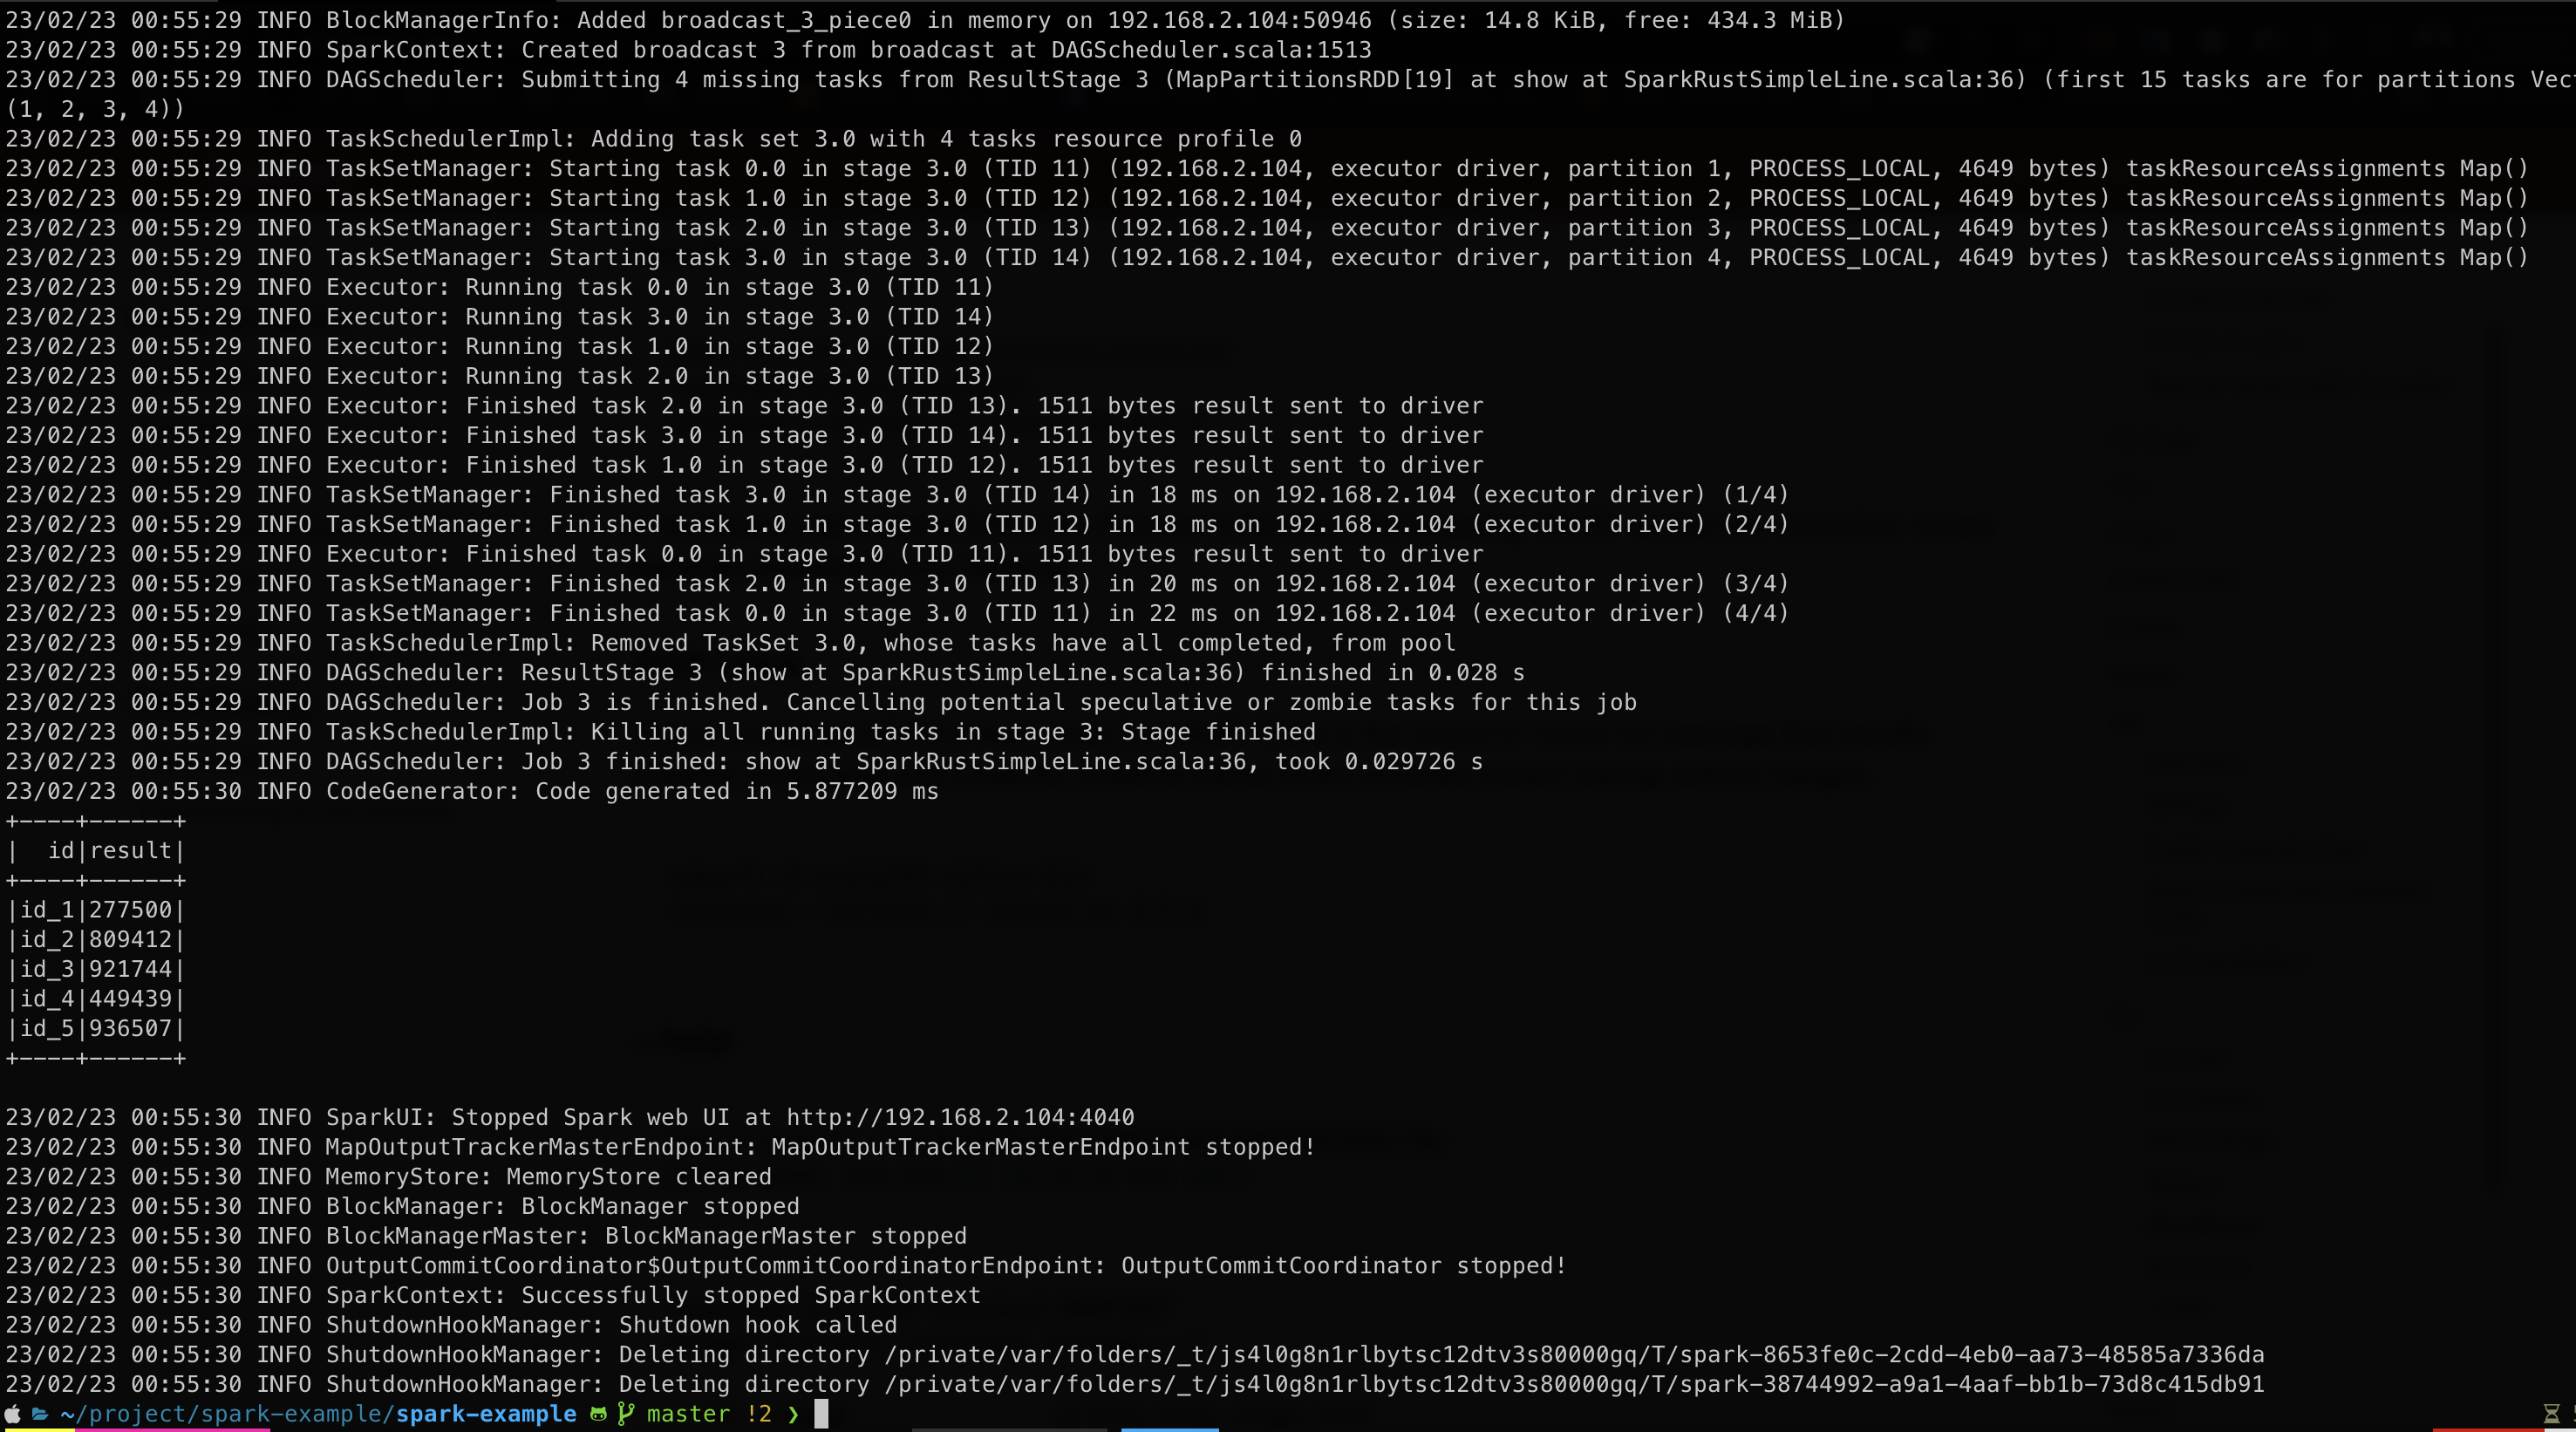 23/02/23 00:55:29 INFO BlockManagerInfo: Added broadcast_3_piece0 in memory on 192.168.2.104:50946 (size: 14.8 KiB, free: 434.3 MiB)
23/02/23 00:55:29 INFO SparkContext: Created broadcast 3 from broadcast at DAGScheduler.scala:1513
23/02/23 00:55:29 INFO DAGScheduler: Submitting 4 missing tasks from ResultStage 3 (MapPartitionsRDD[19] at show at SparkRustSimpleLine.scala:36) (first 15 tasks are for partitions Vec
(1, 2, 3, 4))
23/02/23 00:55:29 INFO TaskSchedulerImpl: Adding task set 3.0 with 4 tasks resource profile 0
23/02/23 00:55:29 INFO TaskSetManager: Starting task 0.0 in stage 3.0 (TID 11) (192.168.2.104, executor driver, partition 1, PROCESS_LOCAL, 4649 bytes) taskResourceAssignments Map()
23/02/23 00:55:29 INFO TaskSetManager: Starting task 1.0 in stage 3.0 (TID 12) (192.168.2.104, executor driver, partition 2, PROCESS_LOCAL, 4649 bytes) taskResourceAssignments Map()
23/02/23 00:55:29 INFO TaskSetManager: Starting task 2.0 in stage 3.0 (TID 13) (192.168.2.104, executor driver, partition 3, PROCESS_LOCAL, 4649 bytes) taskResourceAssignments Map()
23/02/23 00:55:29 INFO TaskSetManager: Starting task 3.0 in stage 3.0 (TID 14) (192.168.2.104, executor driver, partition 4, PROCESS_LOCAL, 4649 bytes) taskResourceAssignments Map()
23/02/23 00:55:29 INFO Executor: Running task 0.0 in stage 3.0 (TID 11)
23/02/23 00:55:29 INFO Executor: Running task 3.0 in stage 3.0 (TID 14)
23/02/23 00:55:29 INFO Executor: Running task 1.0 in stage 3.0 (TID 12)
23/02/23 00:55:29 INFO Executor: Running task 2.0 in stage 3.0 (TID 13)
23/02/23 00:55:29 INFO Executor: Finished task 2.0 in stage 3.0 (TID 13). 1511 bytes result sent to driver
23/02/23 00:55:29 INFO Executor: Finished task 3.0 in stage 3.0 (TID 14). 1511 bytes result sent to driver
23/02/23 00:55:29 INFO Executor: Finished task 1.0 in stage 3.0 (TID 12). 1511 bytes result sent to driver
23/02/23 00:55:29 INFO TaskSetManager: Finished task 3.0 in stage 3.0 (TID 14) in 18 ms on 192.168.2.104 (executor driver) (1/4)
23/02/23 00:55:29 INFO TaskSetManager: Finished task 1.0 in stage 3.0 (TID 12) in 18 ms on 192.168.2.104 (executor driver) (2/4)
23/02/23 00:55:29 INFO Executor: Finished task 0.0 in stage 3.0 (TID 11). 1511 bytes result sent to driver
23/02/23 00:55:29 INFO TaskSetManager: Finished task 2.0 in stage 3.0 (TID 13) in 20 ms on 192.168.2.104 (executor driver) (3/4)
23/02/23 00:55:29 INFO TaskSetManager: Finished task 0.0 in stage 3.0 (TID 11) in 22 ms on 192.168.2.104 (executor driver) (4/4)
23/02/23 00:55:29 INFO TaskSchedulerImpl: Removed TaskSet 3.0, whose tasks have all completed, from pool
23/02/23 00:55:29 INFO DAGScheduler: ResultStage 3 (show at SparkRustSimpleLine.scala:36) finished in 0.028 s
23/02/23 00:55:29 INFO DAGScheduler: Job 3 is finished. Cancelling potential speculative or zombie tasks for this job
23/02/23 00:55:29 INFO TaskSchedulerImpl: Killing all running tasks in stage 3: Stage finished
23/02/23 00:55:29 INFO DAGScheduler: Job 3 finished: show at SparkRustSimpleLine.scala:36, took 0.029726 s
23/02/23 00:55:30 INFO CodeGenerator: Code generated in 5.877209 ms
+----+------+
|  id|result|
+----+------+
|id_1|277500|
|id_2|809412|
|id_3|921744|
|id_4|449439|
|id_5|936507|
+----+------+
23/02/23 00:55:30 INFO SparkUI: Stopped Spark web UI at http://192.168.2.104:4040
23/02/23 00:55:30 INFO MapOutputTrackerMasterEndpoint: MapOutputTrackerMasterEndpoint stopped!
23/02/23 00:55:30 INFO MemoryStore: MemoryStore cleared
23/02/23 00:55:30 INFO BlockManager: BlockManager stopped
23/02/23 00:55:30 INFO BlockManagerMaster: BlockManagerMaster stopped
23/02/23 00:55:30 INFO OutputCommitCoordinator$OutputCommitCoordinatorEndpoint: OutputCommitCoordinator stopped!
23/02/23 00:55:30 INFO SparkContext: Successfully stopped SparkContext
23/02/23 00:55:30 INFO ShutdownHookManager: Shutdown hook called
23/02/23 00:55:30 INFO ShutdownHookManager: Deleting directory /private/var/folders/_t/js4l0g8n1rlbytsc12dtv3s80000gq/T/spark-8653fe0c-2cdd-4eb0-aa73-48585a7336da
23/02/23 00:55:30 INFO ShutdownHookManager: Deleting directory /private/var/folders/_t/js4l0g8n1rlbytsc12dtv3s80000gq/T/spark-38744992-a9a1-4aaf-bb1b-73d8c415db91
~/project/spark-example/spark-example master !2 ❯